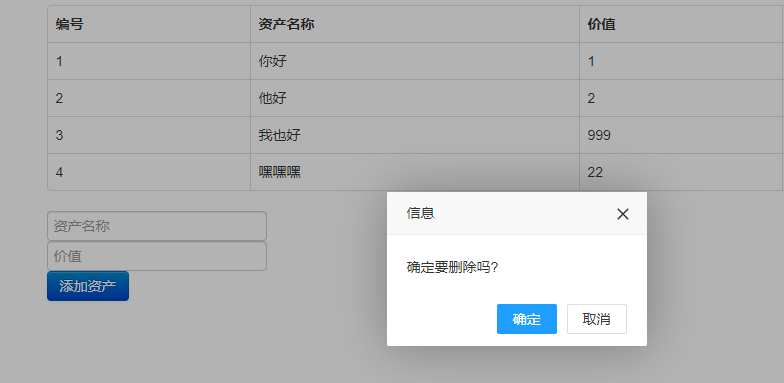 编号 资产名称 价值
1 你好 1
2 他好 2
3 我也好 999
4 嘿嘿嘿 22
资产名称
价值
添加资产
信息
确定要删除吗?
确定 取消